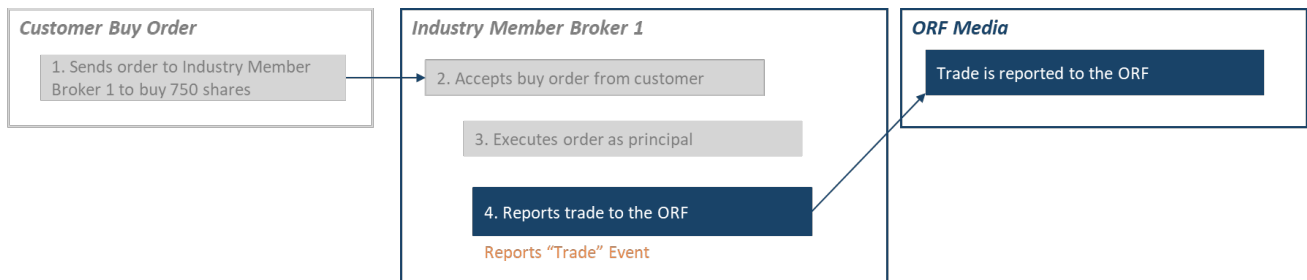 Customer Buy Order
1. Sends order to Industry Member
Broker 1 to buy 750 shares
Industry Member Broker 1
2. Accepts buy order from customer
3. Executes order as principal
4. Reports trade to the ORF
Reports “Trade” Event
ORF Media
Trade is reported to the ORF